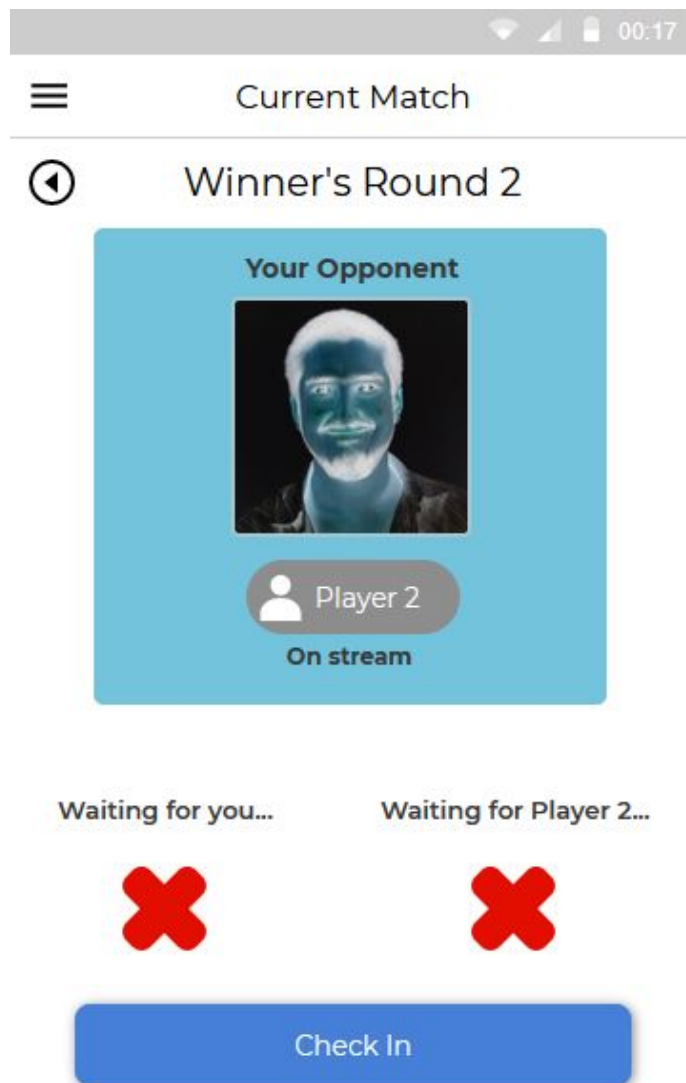 00:17
Current Match
Winner's Round 2
Your Opponent
Player 2
On stream
Waiting for you... Waiting for Player 2...
Check In